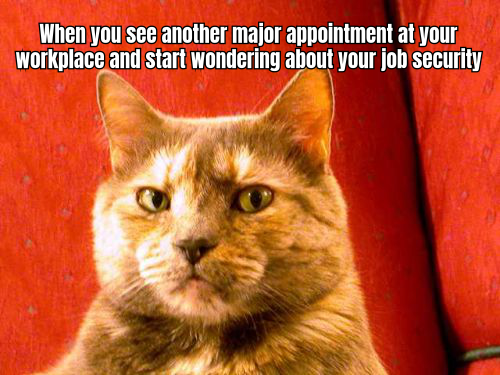 When you see another major appointment at your
workplace and start wondering about your job security